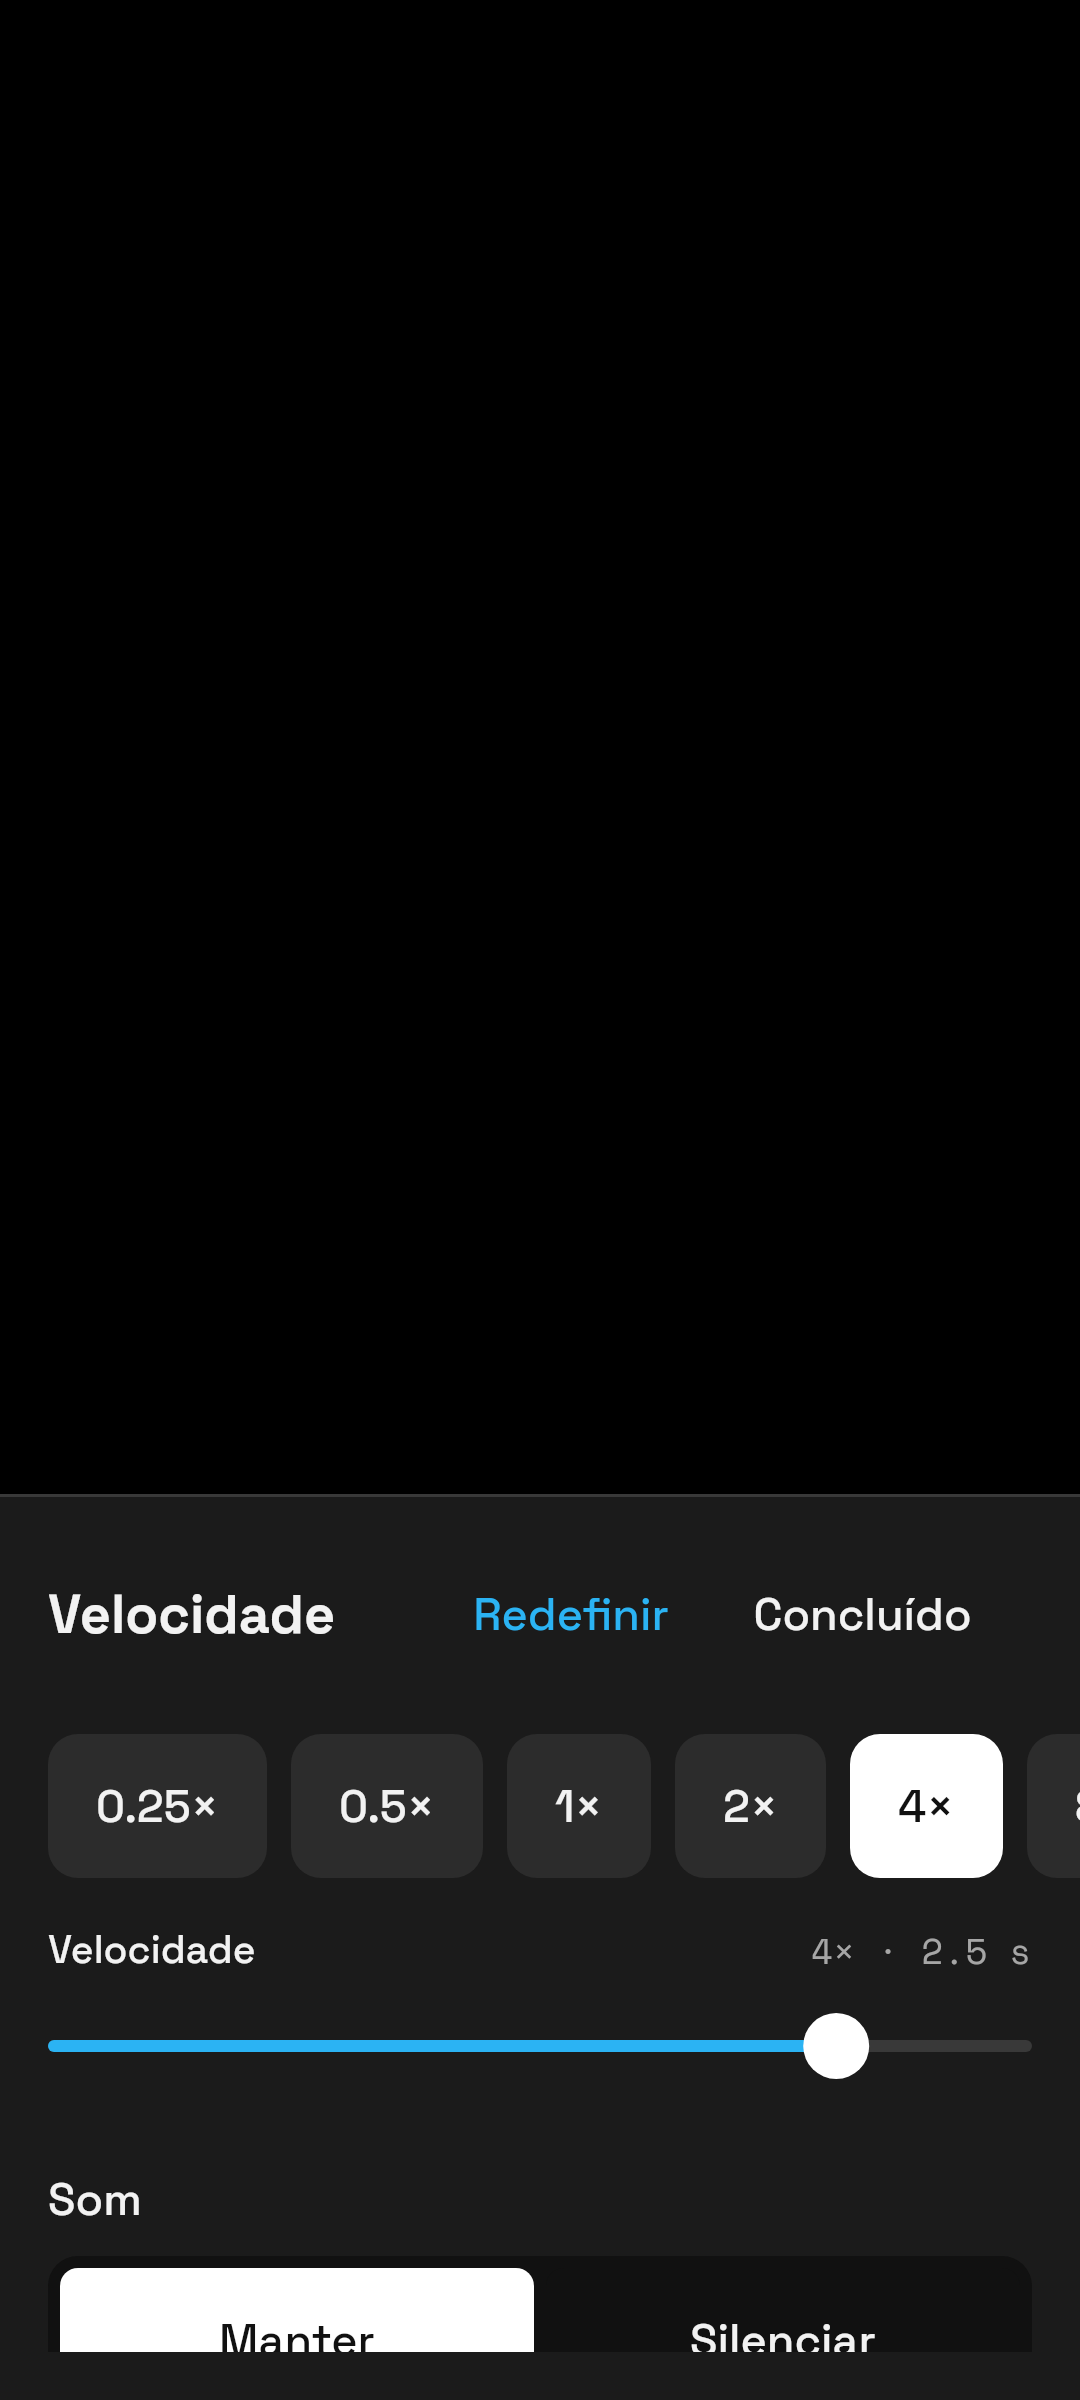 Velocidade Redefinir Concluído
0.25× 0.5× 1× 2× 4×
Velocidade 4× · 2.5 s
Som
Manter Silenciar